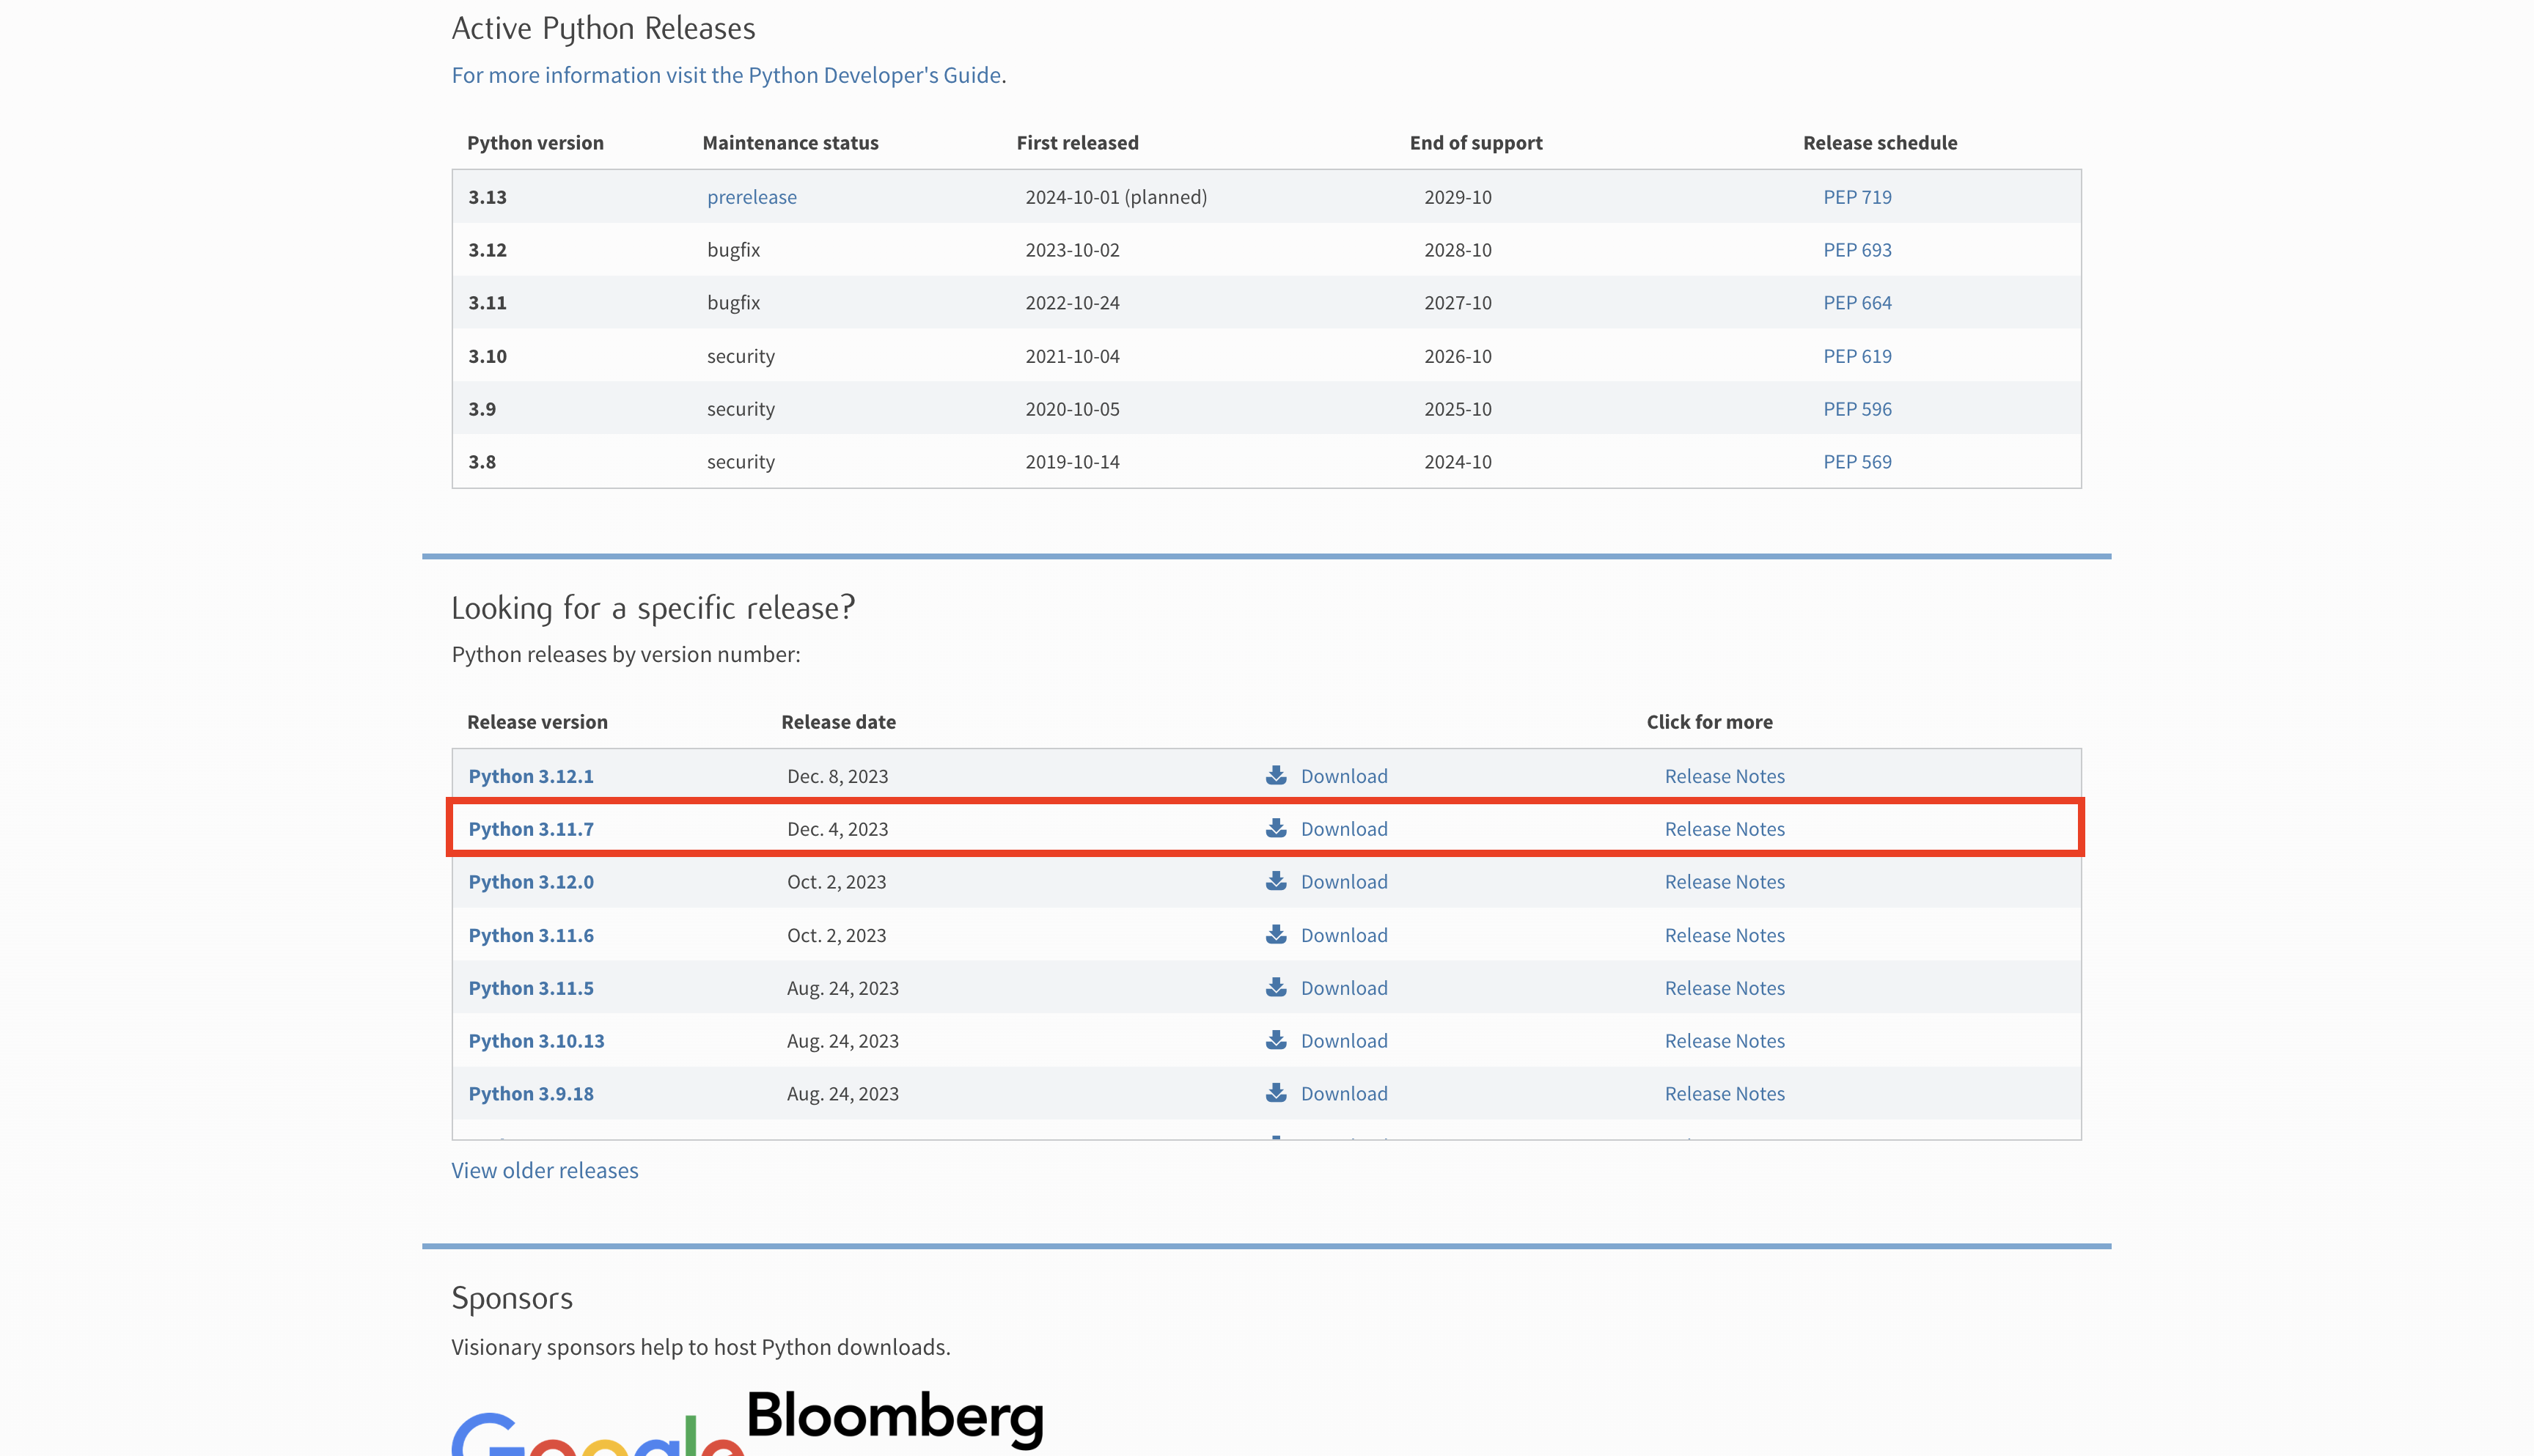 Active Python Releases
For more information visit the Python Developer's Guide.
Python version Maintenance status First released End of support Release schedule
3.13 prerelease 2024-10-01 (planned) 2029-10 PEP 719
3.12 bugfix 2023-10-02 2028-10 PEP 693
3.11 bugfix 2022-10-24 2027-10 PEP 664
3.10 security 2021-10-04 2026-10 PEP 619
3.9 security 2020-10-05 2025-10 PEP 596
3.8 security 2019-10-14 2024-10 PEP 569
Looking for a specific release?
Python releases by version number:
Release version Release date Click for more
Python 3.12.1 Dec. 8, 2023 Download Release Notes
Python 3.11.7 Dec. 4, 2023 Download Release Notes
Python 3.12.0 Oct. 2, 2023 Download Release Notes
Python 3.11.6 Oct. 2, 2023 Download Release Notes
Python 3.11.5 Aug. 24, 2023 Download Release Notes
Python 3.10.13 Aug. 24, 2023 Download Release Notes
Python 3.9.18 Aug. 24, 2023 Download Release Notes
View older releases
Sponsors
Visionary sponsors help to host Python downloads.
Google Bloomberg